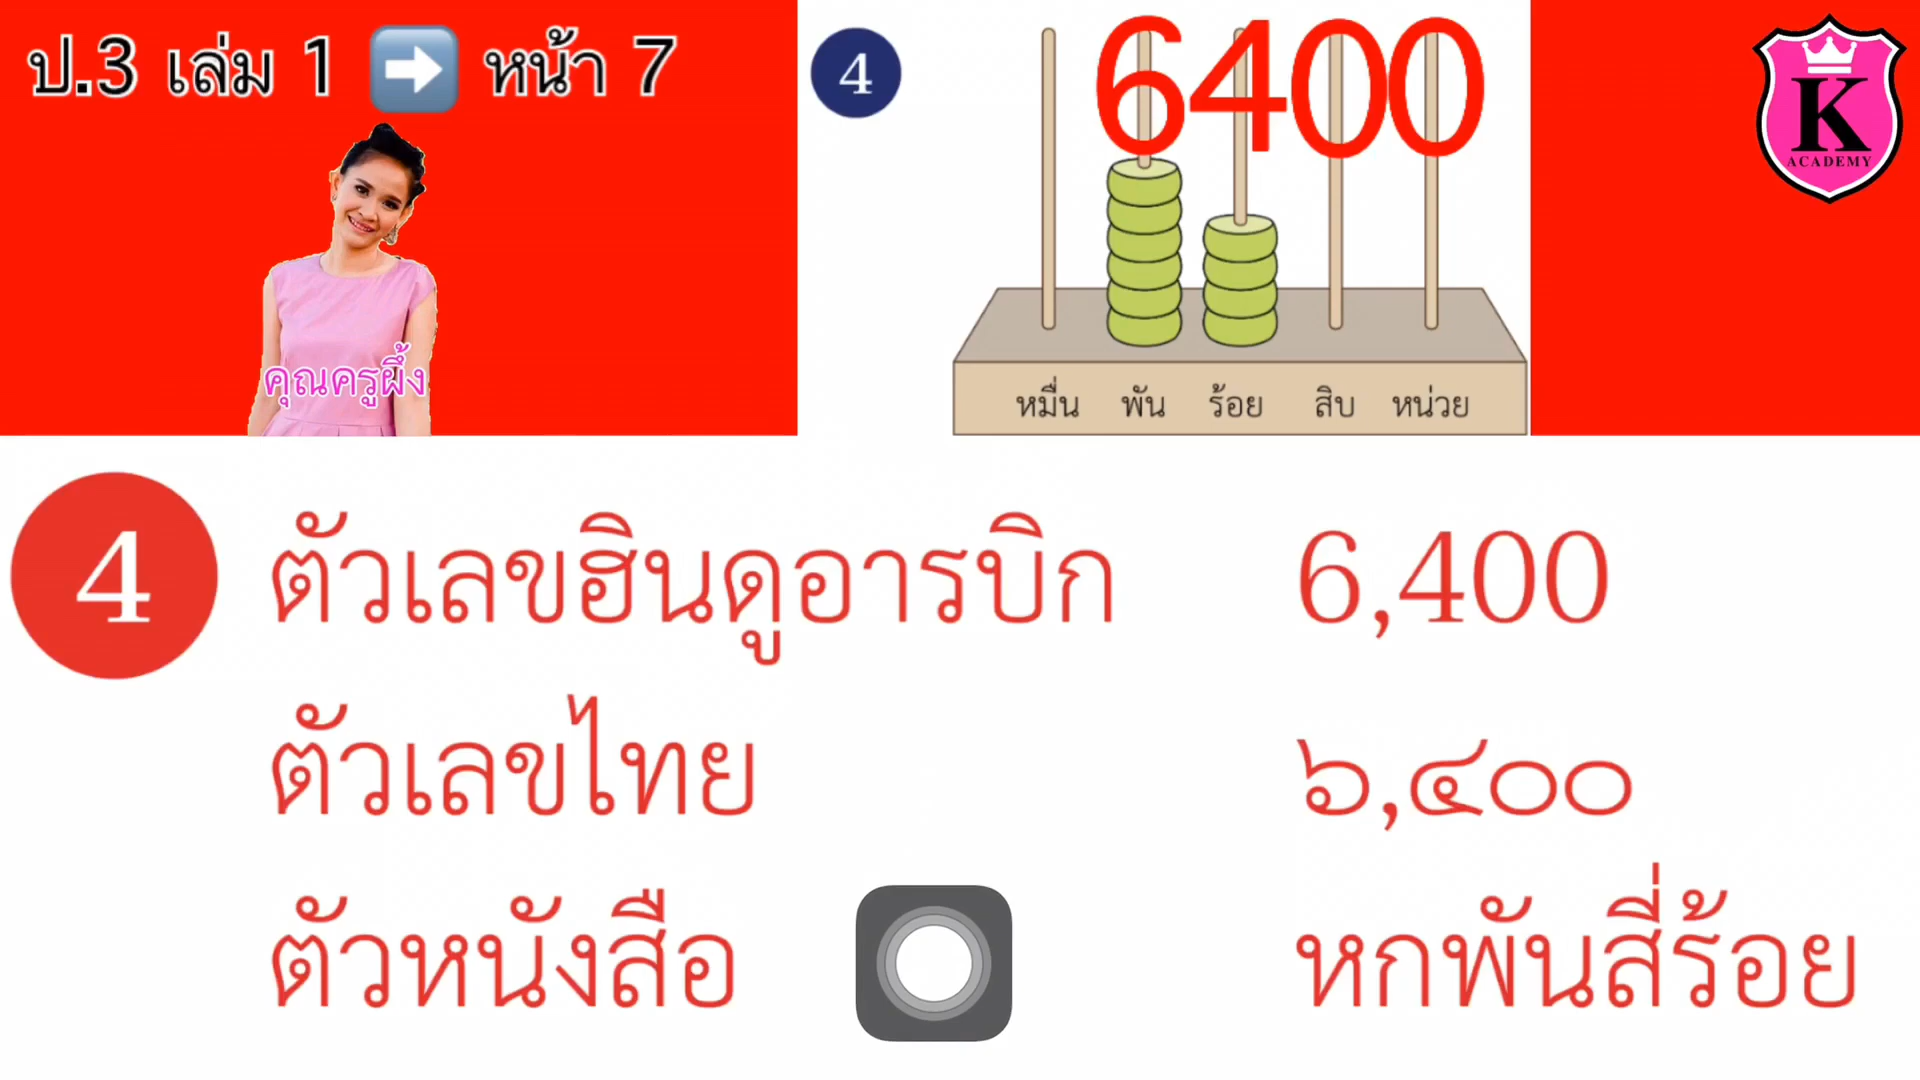 ป.3 เล่ม 1 ➡ หน้า 7
คุณครูผึ้ง
4
6400
หมื่น พัน ร้อย สิบ หน่วย
K
ACADEMY
4 ตัวเลขฮินดูอารบิก 6,400
ตัวเลขไทย ๖,๔๐๐
ตัวหนังสือ หกพันสี่ร้อย